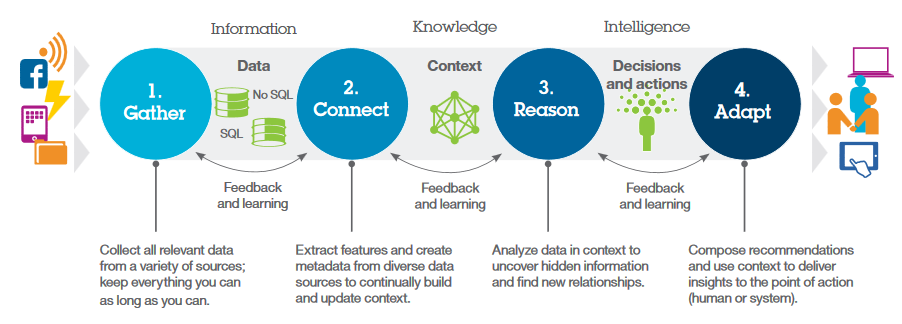 Information
Knowledge
Intelligence
1.
Gather
Data
No SQL
SQL
2.
Connect
Context
3.
Reason
Decisions
and actions
4.
Adapt
f
Feedback
and learning
Feedback
and learning
Feedback
and learning
Collect all relevant data
from a variety of sources;
keep everything you can
as long as you can.
Extract features and create
metadata from diverse data
sources to continually build
and update context.
Analyze data in context to
uncover hidden information
and find new relationships.
Compose recommendations
and use context to deliver
insights to the point of action
(human or system).